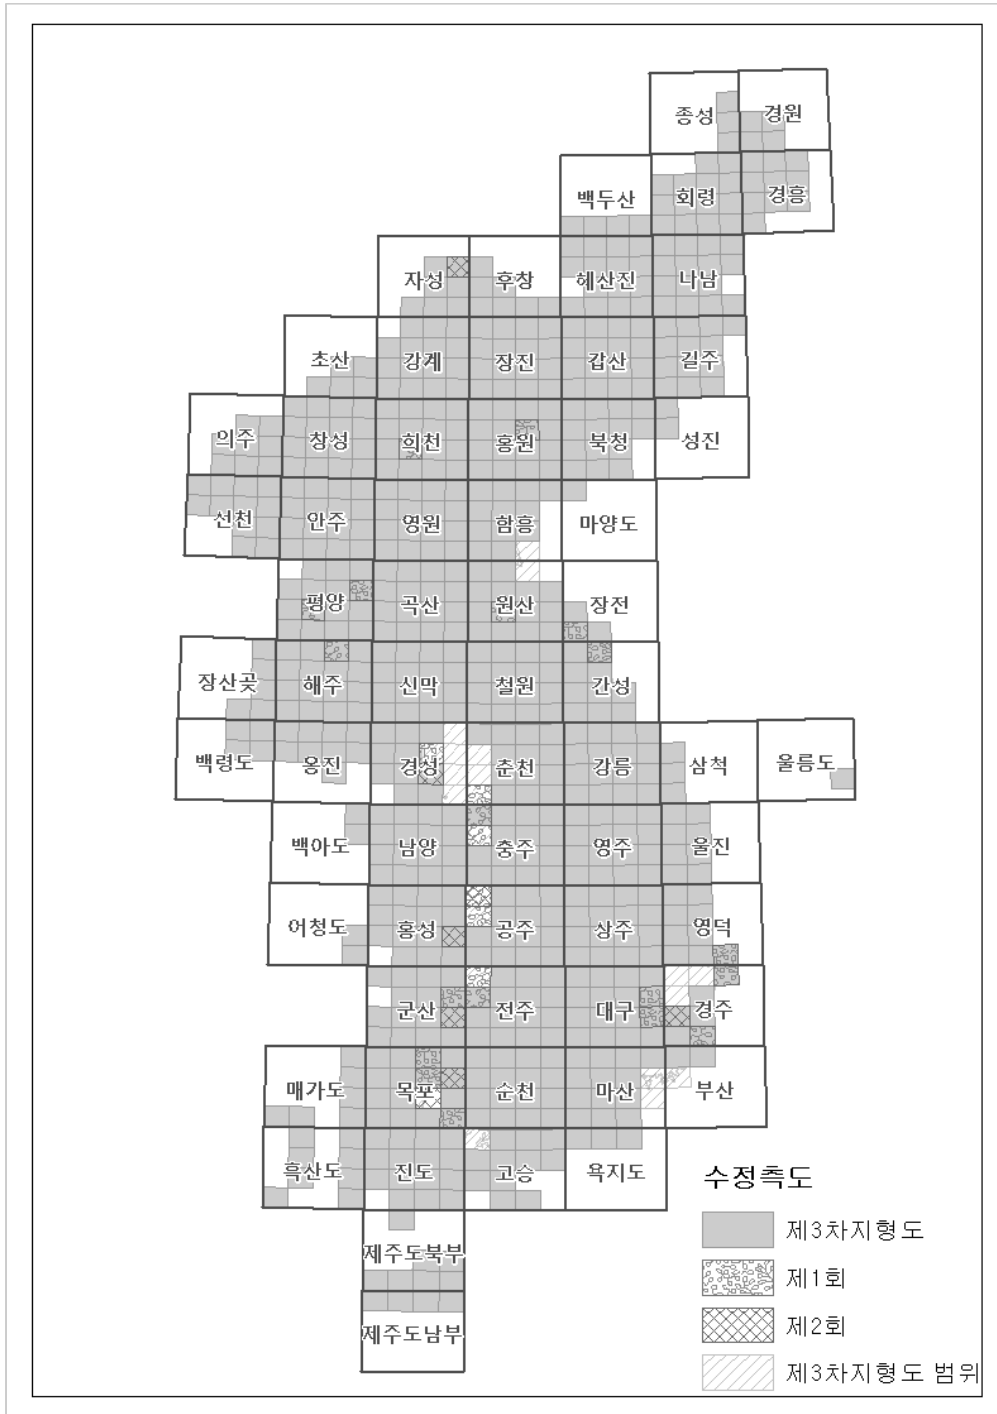 종성 경원
백두산 회령 경흥
자성 후창 헤산진 나남
초산 강계 장진 갑산 길주
의주 창성 희천 홍원 북청 성진
선천 안주 영원 함흥 마양도
평양 곡산 원산 장전
장산곶 해주 신막 철원 간성
백령도 옹진 경성 춘천 강릉 삼척 울릉도
백아도 남양 충주 영주 울진
어청도 홍성 공주 상주 영덕
군산 전주 대구 경주
매가도 목포 순천 마산 부산
흑산도 진도 고승 욕지도
제주도북부
제주도남부
수정측도
제3차지형도
제1회
제2회
제3차지형도 범위